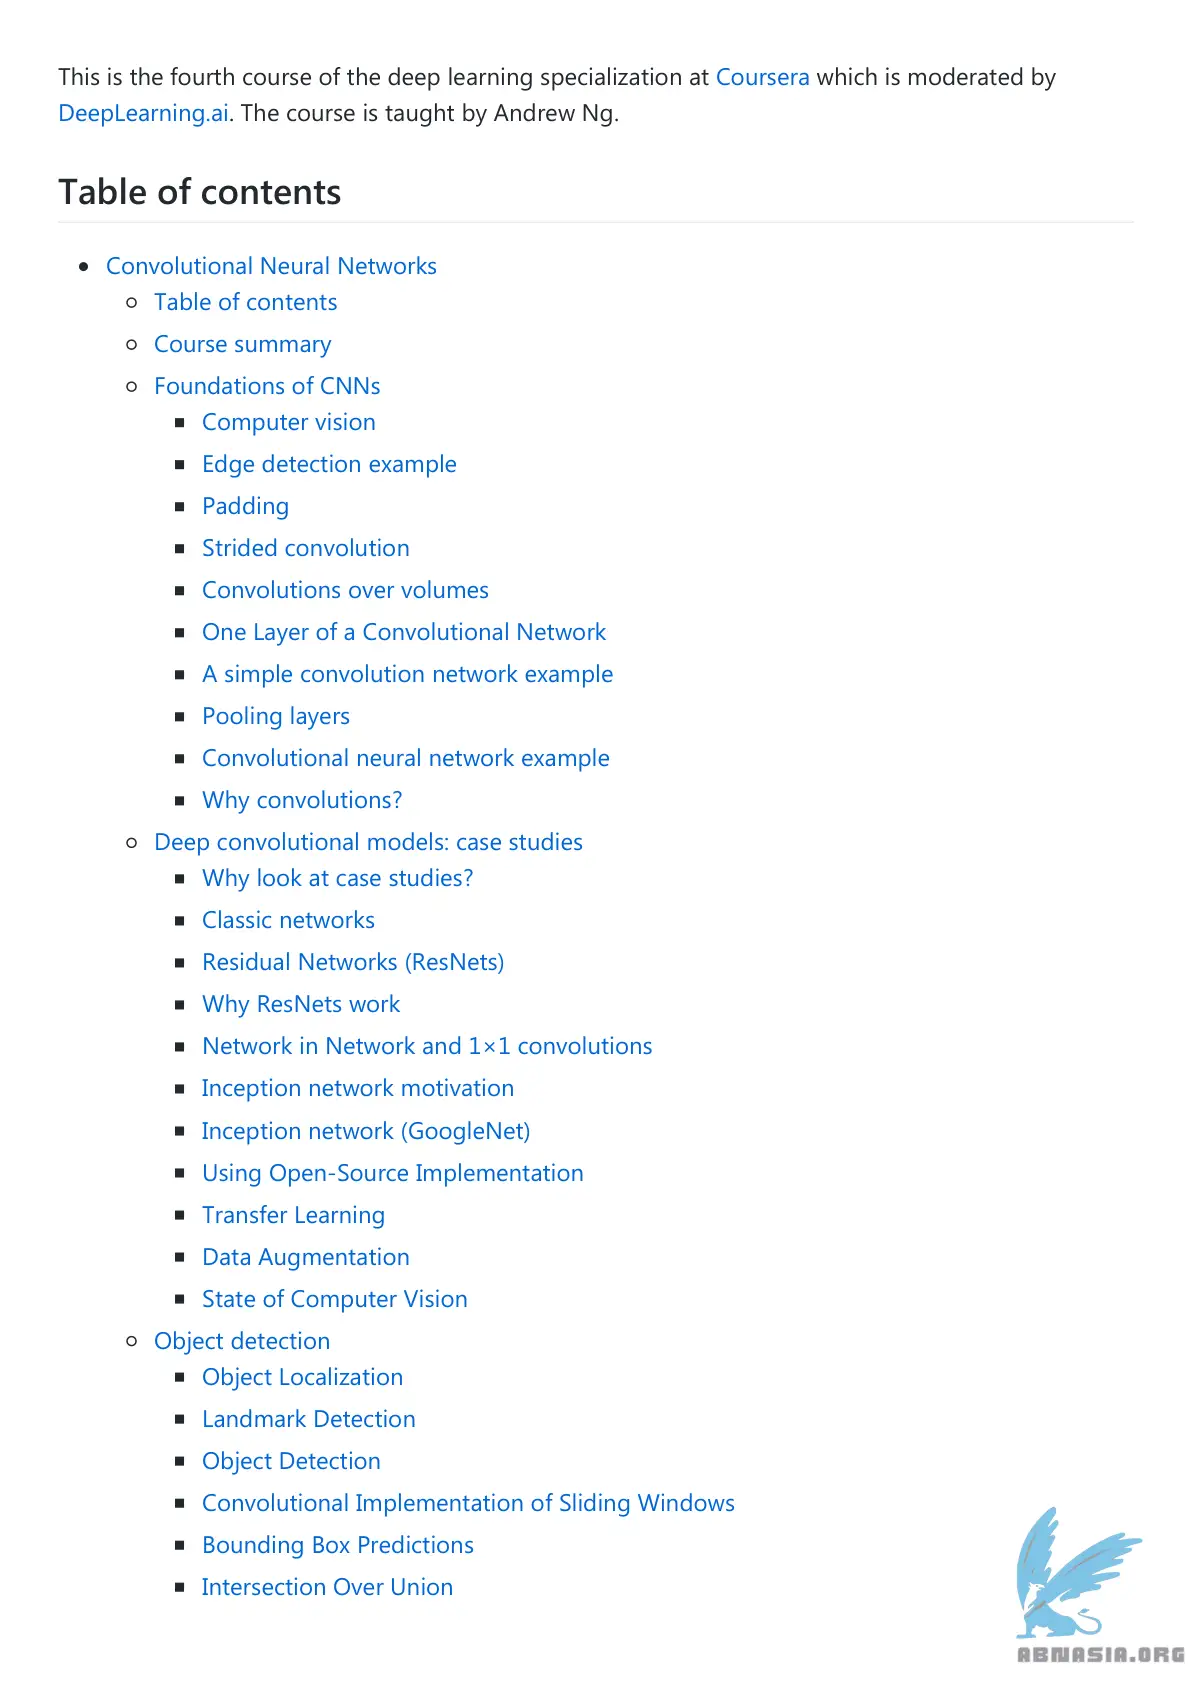 This is the fourth course of the deep learning specialization at Coursera which is moderated by
DeepLearning.ai. The course is taught by Andrew Ng.
Table of contents
Convolutional Neural Networks
Table of contents
Course summary
Foundations of CNNs
Computer vision
Edge detection example
Padding
Strided convolution
Convolutions over volumes
One Layer of a Convolutional Network
A simple convolution network example
Pooling layers
Convolutional neural network example
Why convolutions?
Deep convolutional models: case studies
Why look at case studies?
Classic networks
Residual Networks (ResNets)
Why ResNets work
Network in Network and 1×1 convolutions
Inception network motivation
Inception network (GoogleNet)
Using Open-Source Implementation
Transfer Learning
Data Augmentation
State of Computer Vision
Object detection
Object Localization
Landmark Detection
Object Detection
Convolutional Implementation of Sliding Windows
Bounding Box Predictions
Intersection Over Union
ABNASIA.ORG